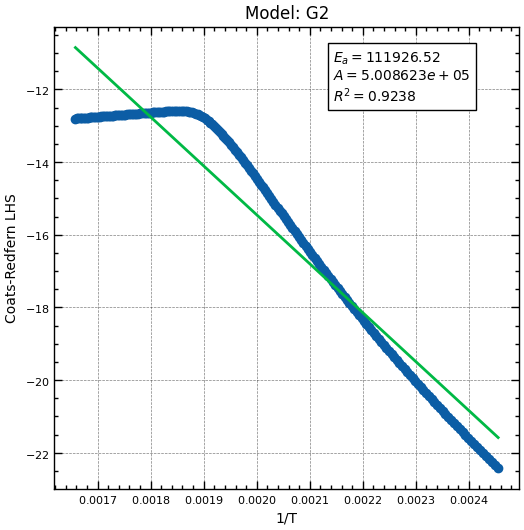 Model: G2
E_a = 111926.52
A = 5.008623e + 05
R^2 = 0.9238
Coats-Redfern LHS
−12
−14
−16
−18
−20
−22
0.0017 0.0018 0.0019 0.0020 0.0021 0.0022 0.0023 0.0024
1/T